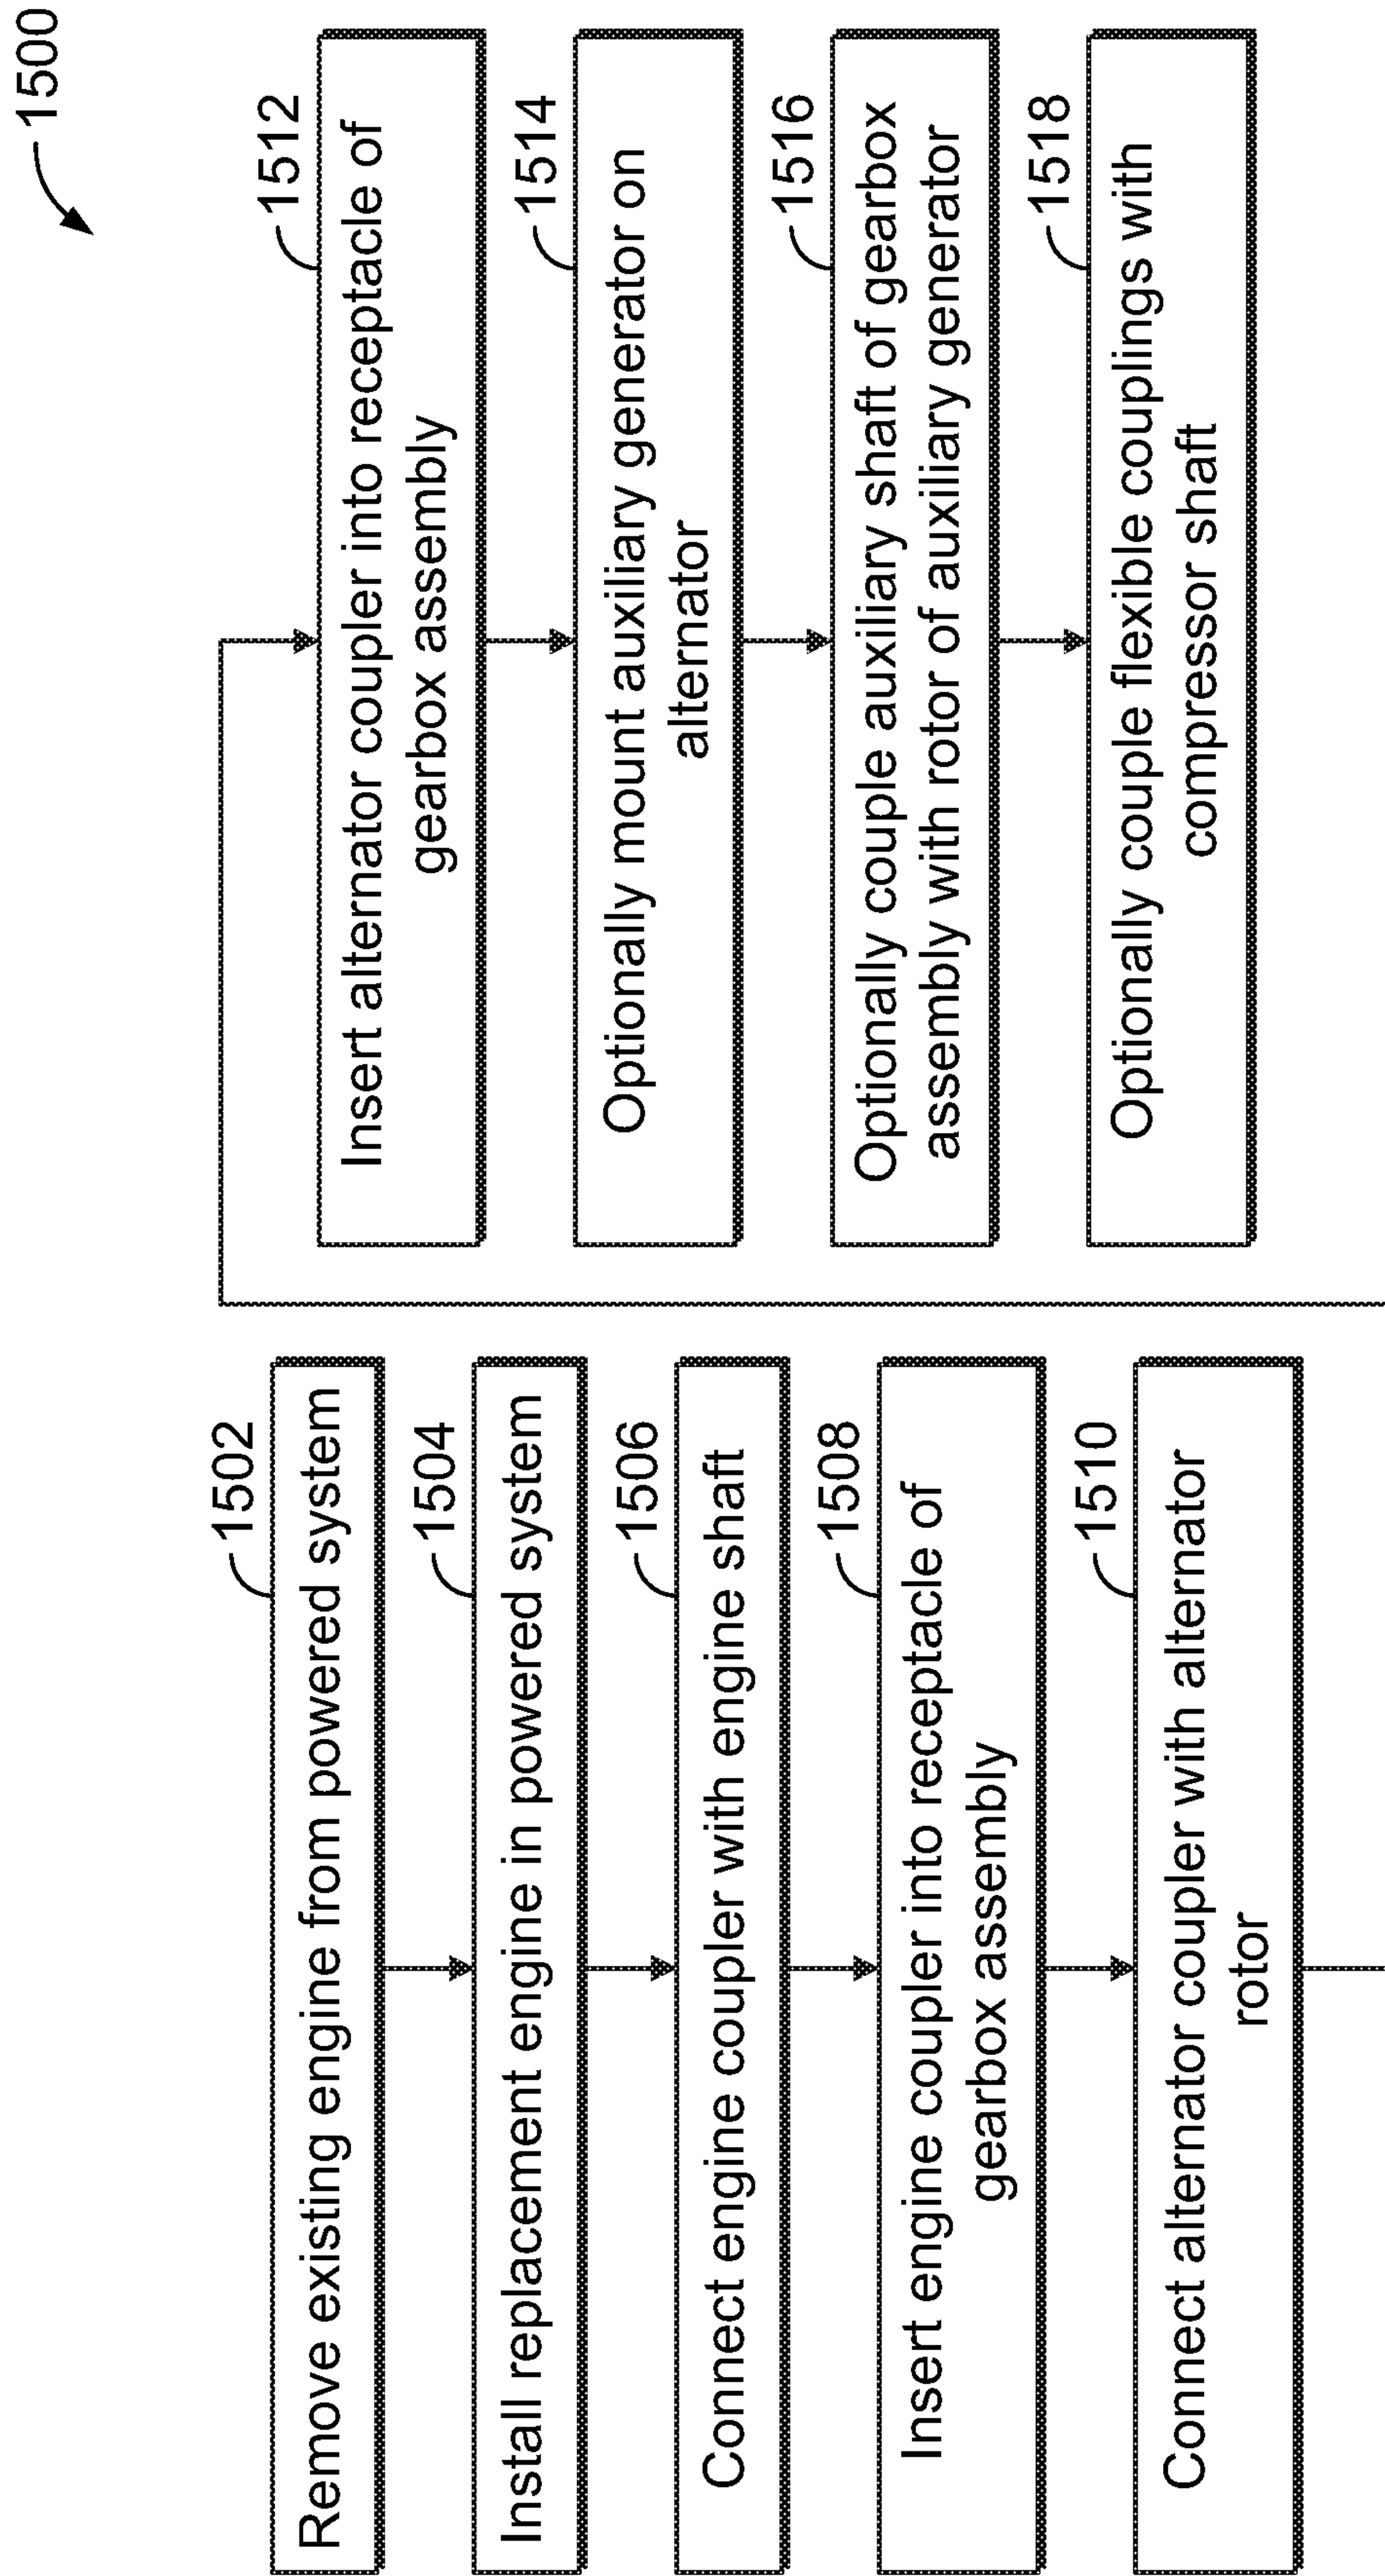 1500
1502
Remove existing engine from powered system
1504
Install replacement engine in powered system
1506
Connect engine coupler with engine shaft
1508
Insert engine coupler into receptacle of
gearbox assembly
1510
Connect alternator coupler with alternator
rotor
1512
Insert alternator coupler into receptacle of
gearbox assembly
1514
Optionally mount auxiliary generator on
alternator
1516
Optionally couple auxiliary shaft of gearbox
assembly with rotor of auxiliary generator
1518
Optionally couple flexible couplings with
compressor shaft